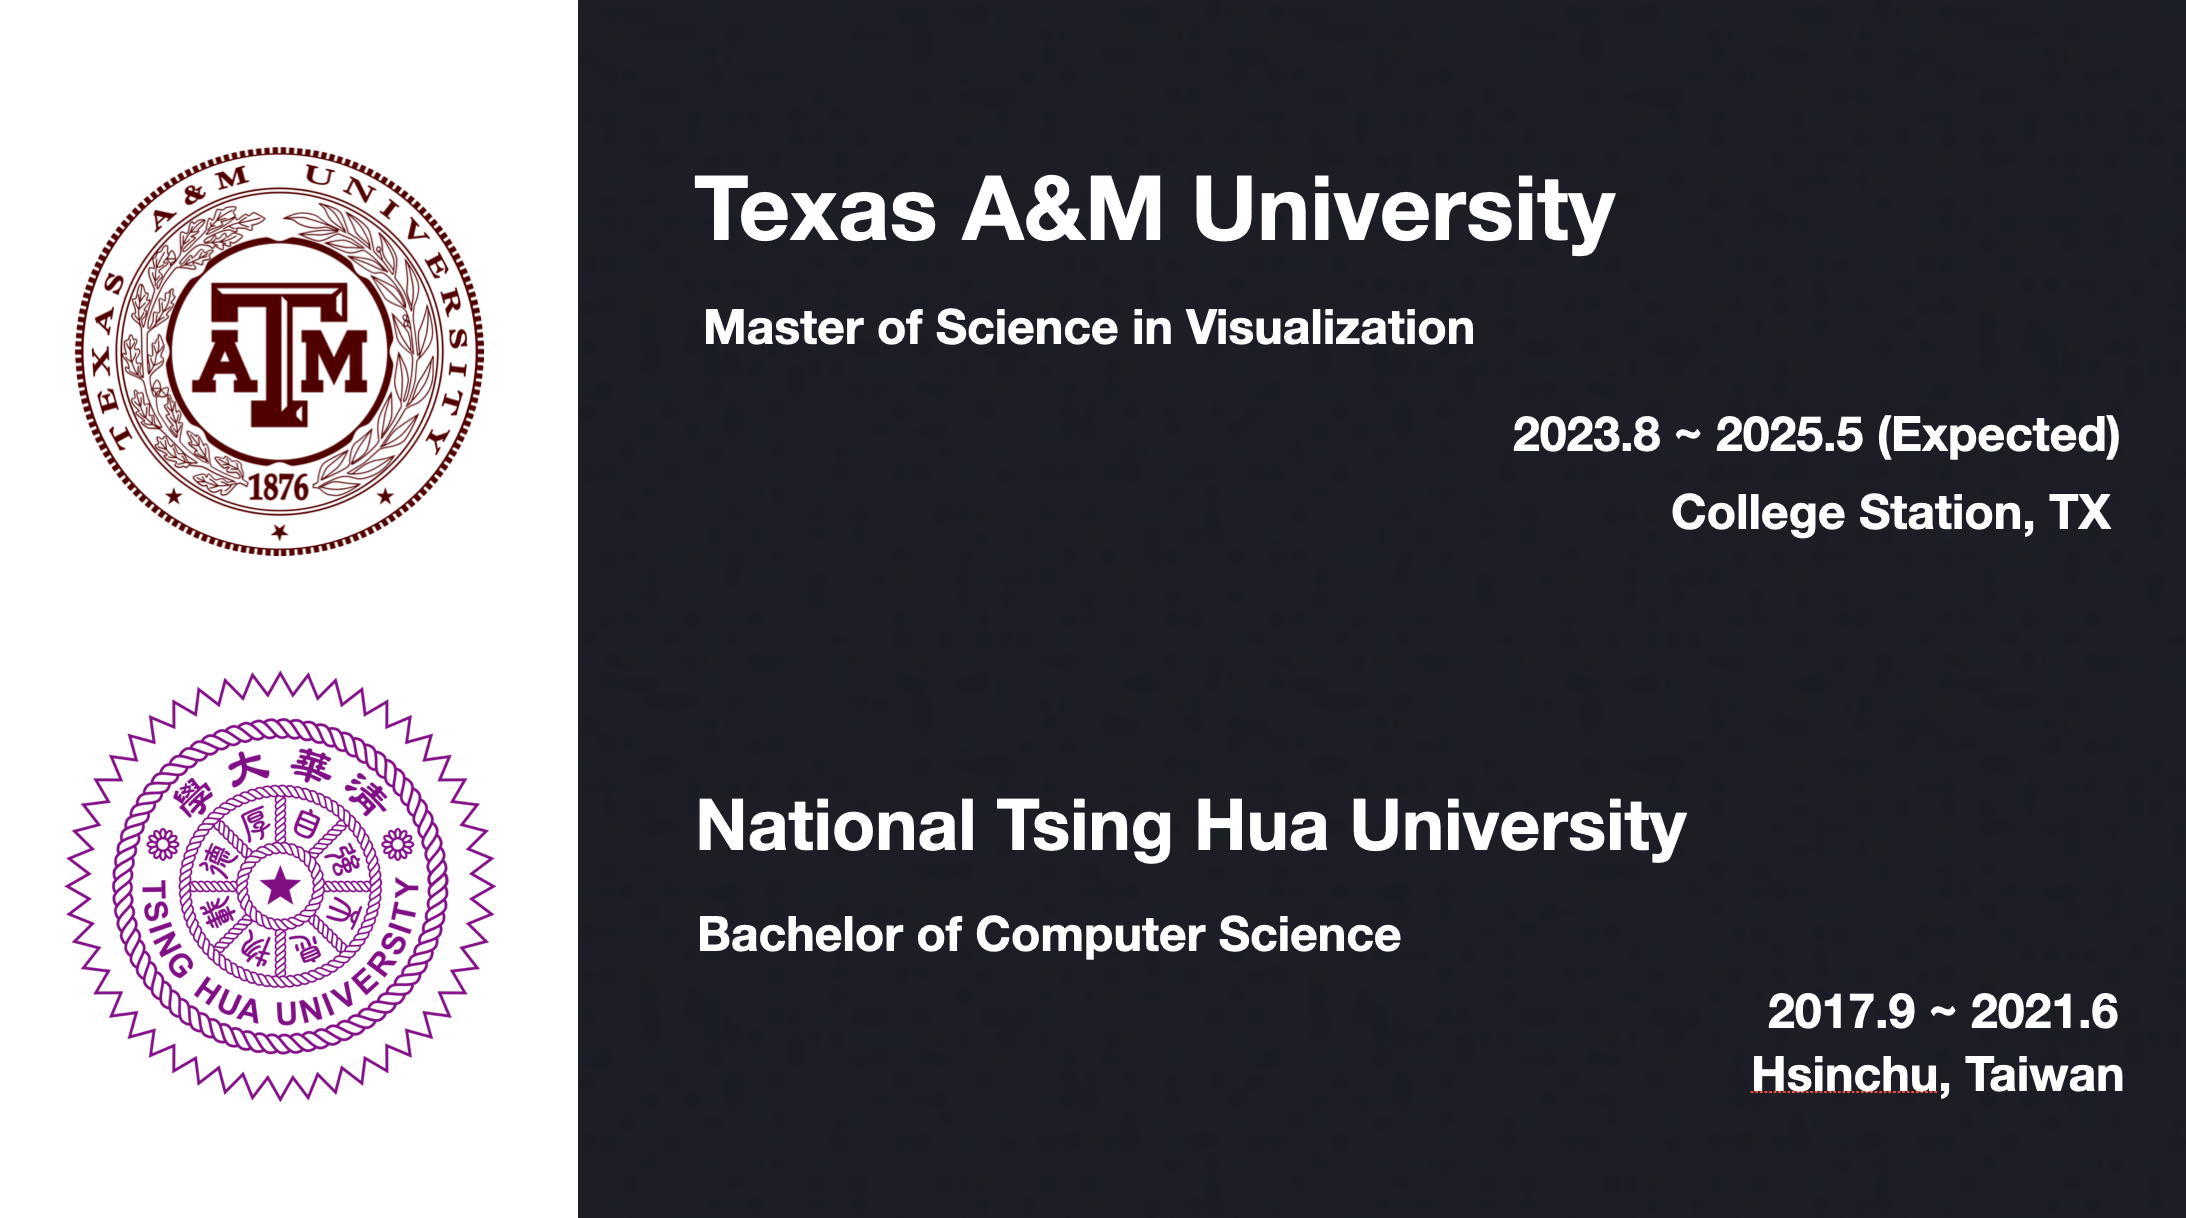 TEXAS A&M UNIVERSITY
ATM
1876
Texas A&M University
Master of Science in Visualization
2023.8 ~ 2025.5 (Expected)
College Station, TX
學大華清
自強不息
厚德載物
TSING HUA UNIVERSITY
National Tsing Hua University
Bachelor of Computer Science
2017.9 ~ 2021.6
Hsinchu, Taiwan